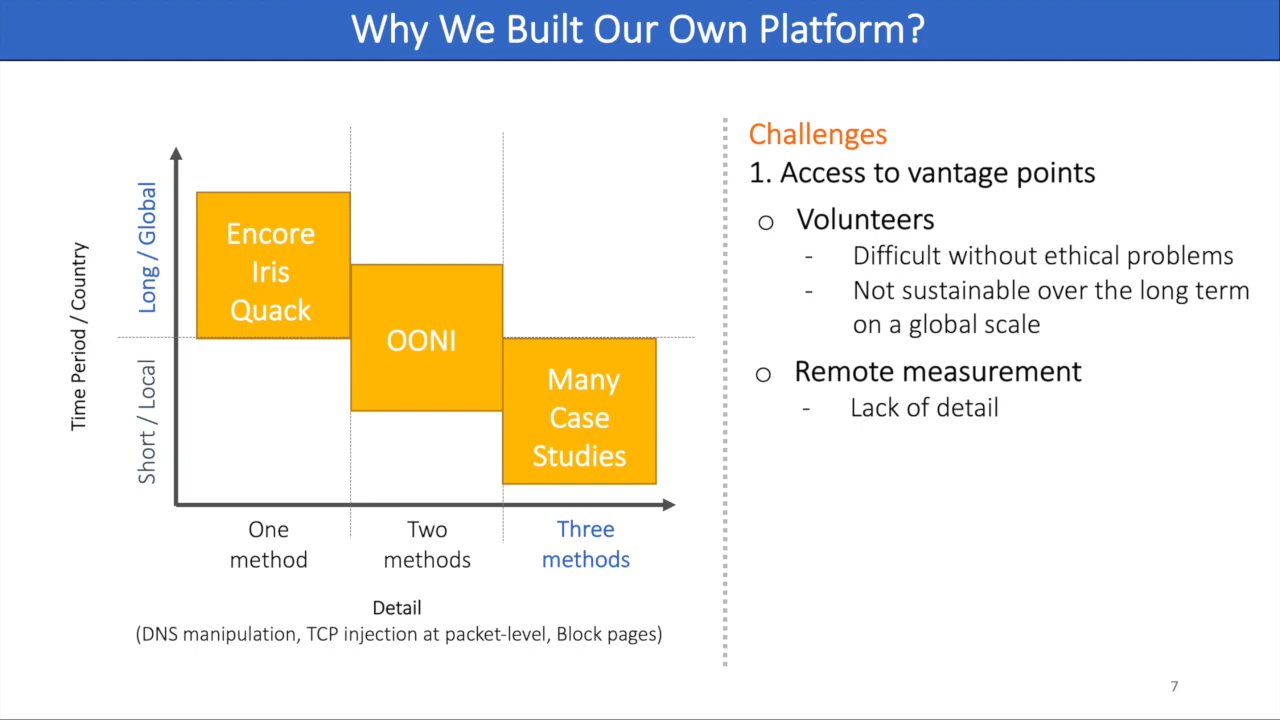 Why We Built Our Own Platform?
Time Period / Country
Long / Global
Short / Local
Encore
Iris
Quack
OONI
Many
Case
Studies
One
method
Two
methods
Three
methods
Detail
(DNS manipulation, TCP injection at packet-level, Block pages)
Challenges
1. Access to vantage points
o Volunteers
- Difficult without ethical problems
- Not sustainable over the long term
on a global scale
o Remote measurement
- Lack of detail
7